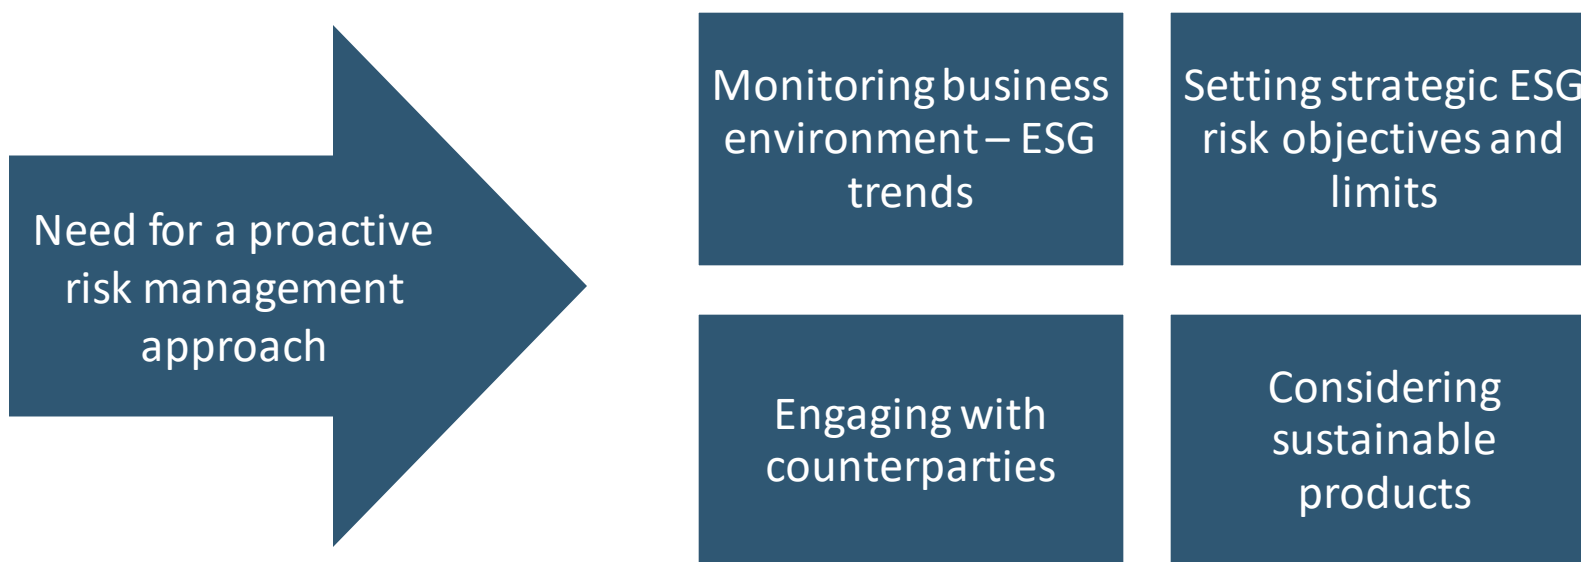 Need for a proactive
risk management
approach
Monitoring business
environment – ESG
trends
Setting strategic ESG
risk objectives and
limits
Engaging with
counterparties
Considering
sustainable
products